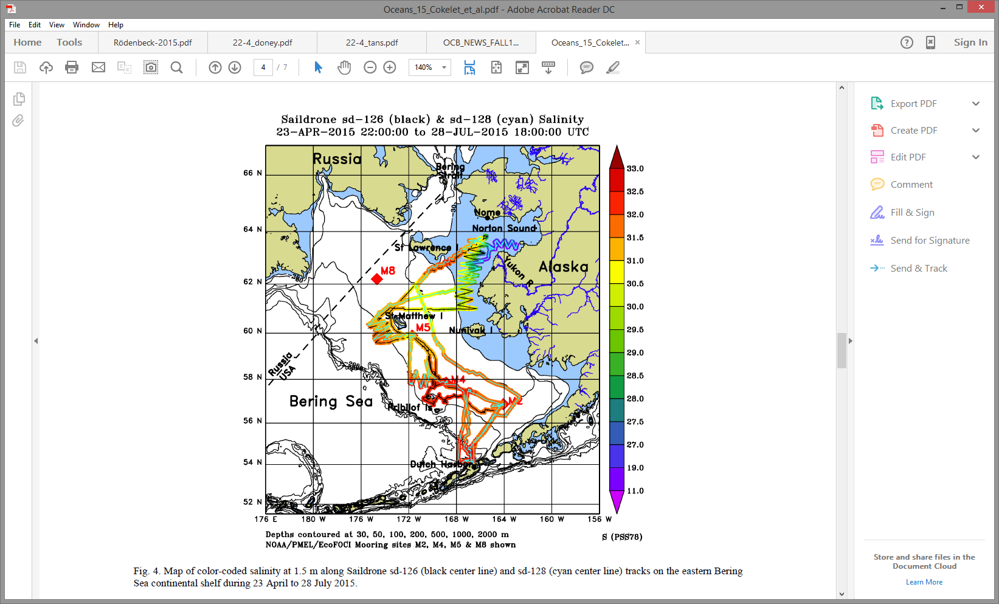 Oceans_15_Cokelet_et_al.pdf - Adobe Acrobat Reader DC
File Edit View Window Help
Home Tools Rödenbeck-2015.pdf 22-4_doney.pdf 22-4_tans.pdf OCB_NEWS_FALL1... Oceans_15_Cokelet... × Sign In
4 / 7 140%
Export PDF
Create PDF
Edit PDF
Comment
Fill & Sign
Send for Signature
Send & Track
Store and share files in the
Document Cloud
Learn More
Saildrone sd-126 (black) & sd-128 (cyan) Salinity
23-APR-2015 22:00:00 to 28-JUL-2015 18:00:00 UTC
Russia
Bering
Strait
66 N
30
Nome
64 N
Norton Sound
St Lawrence I
Yukon R
Alaska
M8
62 N
St Matthew I
M5
60 N
Nunivak I
Russia
USA
2000
58 N
M4
Bering Sea
M2
Pribilof Is
56 N
54 N
Dutch Harbor
52 N
176 E 180 W 176 W 172 W 168 W 164 W 160 W 156 W
33.0
32.5
32.0
31.5
31.0
30.5
30.0
29.5
29.0
28.5
28.0
27.5
27.0
19.0
11.0
S (PSS78)
Depths contoured at 30, 50, 100, 200, 500, 1000, 2000 m
NOAA/PMEL/EcoFOCI Mooring sites M2, M4, M5 & M8 shown
Fig. 4. Map of color-coded salinity at 1.5 m along Saildrone sd-126 (black center line) and sd-128 (cyan center line) tracks on the eastern Bering
Sea continental shelf during 23 April to 28 July 2015.